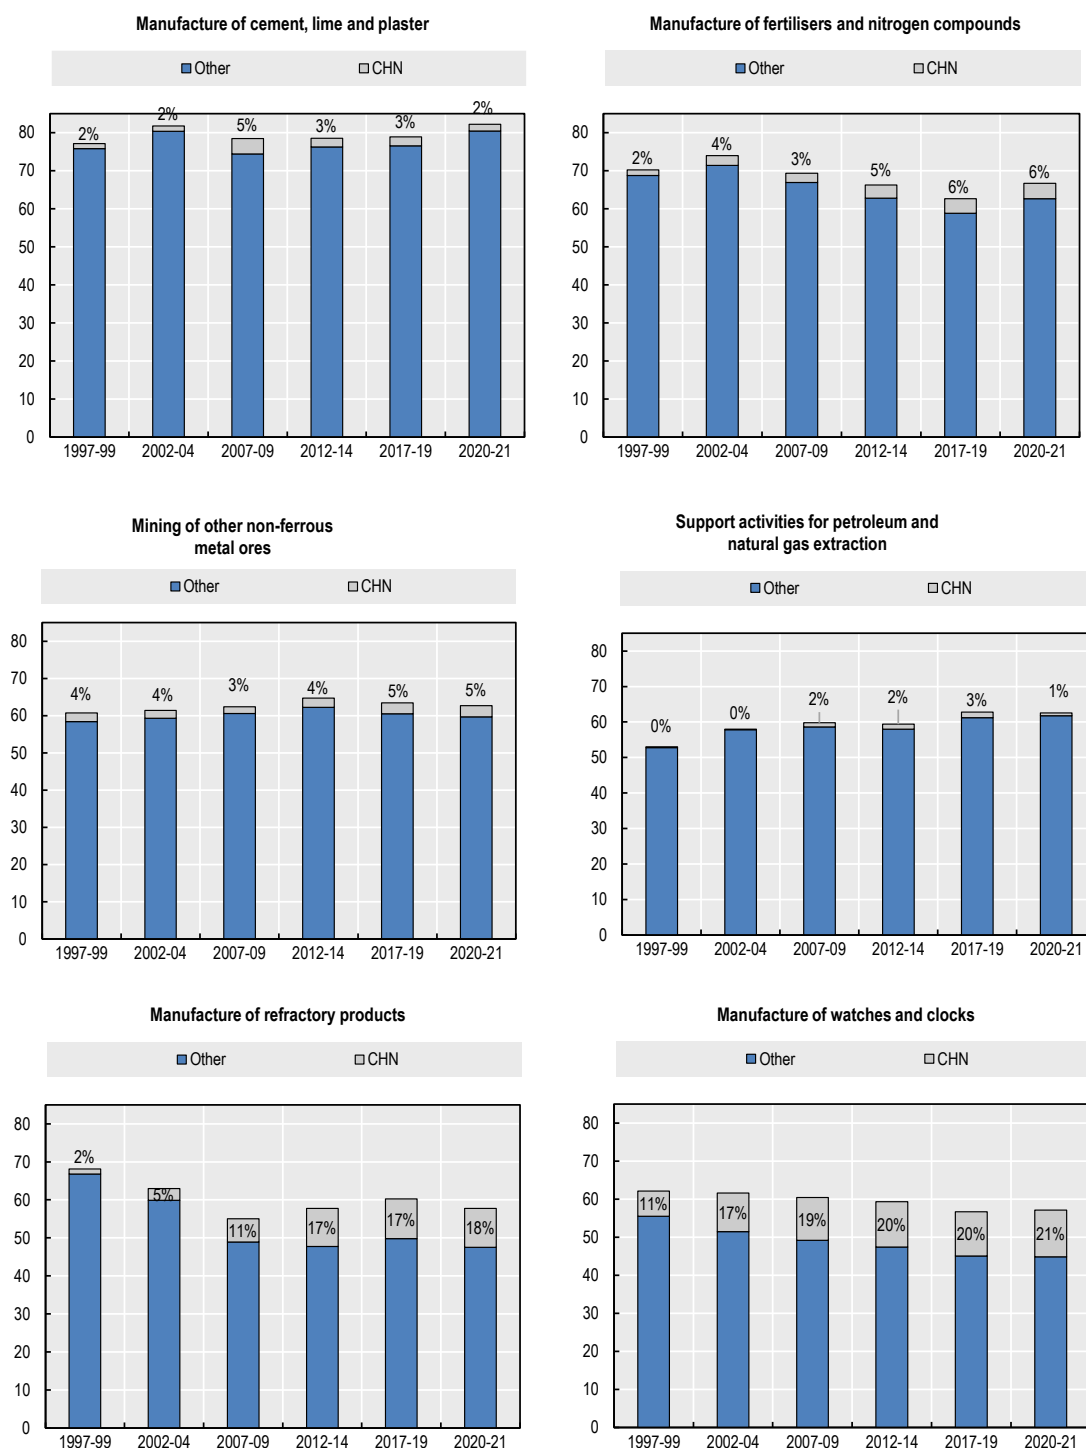 Manufacture of cement, lime and plaster
Other CHN
80
70
60
50
40
30
20
10
0
2% 2% 5% 3% 3% 2%
1997-99 2002-04 2007-09 2012-14 2017-19 2020-21
Manufacture of fertilisers and nitrogen compounds
Other CHN
80
70
60
50
40
30
20
10
0
2% 4% 3% 5% 6% 6%
1997-99 2002-04 2007-09 2012-14 2017-19 2020-21
Mining of other non-ferrous
metal ores
Other CHN
80
70
60
50
40
30
20
10
0
4% 4% 3% 4% 5% 5%
1997-99 2002-04 2007-09 2012-14 2017-19 2020-21
Support activities for petroleum and
natural gas extraction
Other CHN
80
70
60
50
40
30
20
10
0
0% 0% 2% 2% 3% 1%
1997-99 2002-04 2007-09 2012-14 2017-19 2020-21
Manufacture of refractory products
Other CHN
80
70
60
50
40
30
20
10
0
2% 5% 11% 17% 17% 18%
1997-99 2002-04 2007-09 2012-14 2017-19 2020-21
Manufacture of watches and clocks
Other CHN
80
70
60
50
40
30
20
10
0
11% 17% 19% 20% 20% 21%
1997-99 2002-04 2007-09 2012-14 2017-19 2020-21